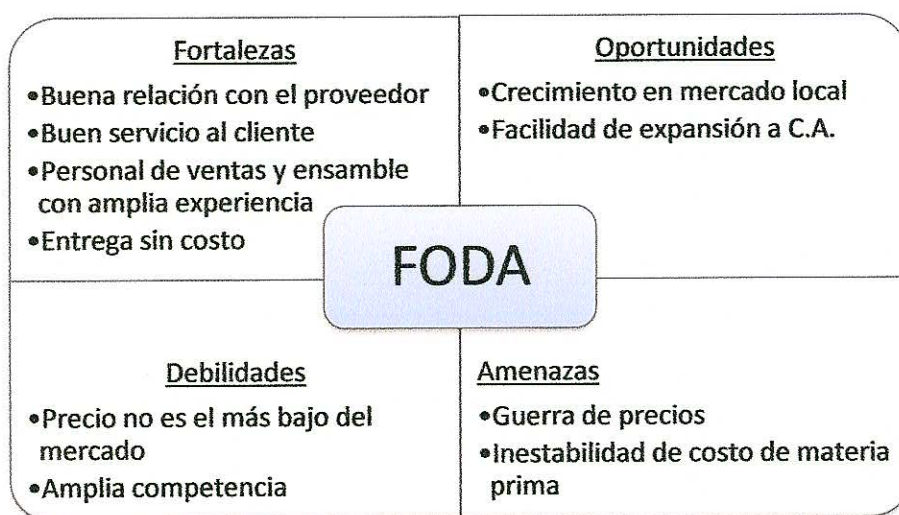 Fortalezas
•Buena relación con el proveedor
•Buen servicio al cliente
•Personal de ventas y ensamble
con amplia experiencia
•Entrega sin costo
Oportunidades
•Crecimiento en mercado local
•Facilidad de expansión a C.A.
FODA
Debilidades
•Precio no es el más bajo del
mercado
•Amplia competencia
Amenazas
•Guerra de precios
•Inestabilidad de costo de materia
prima